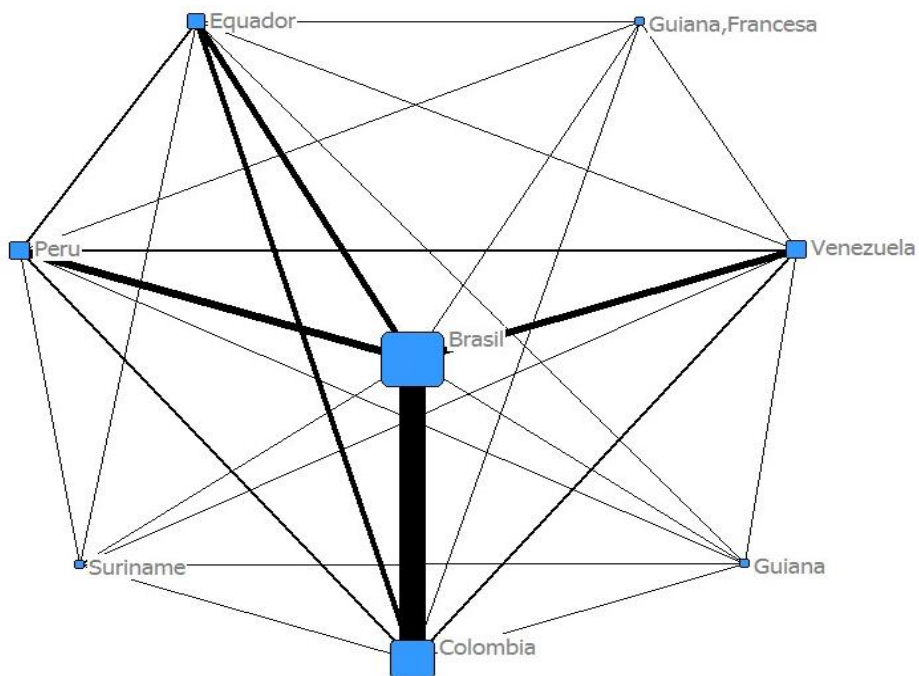 Equador
Guiana,Francesa
Peru
Venezuela
Brasil
Suriname
Guiana
Colombia